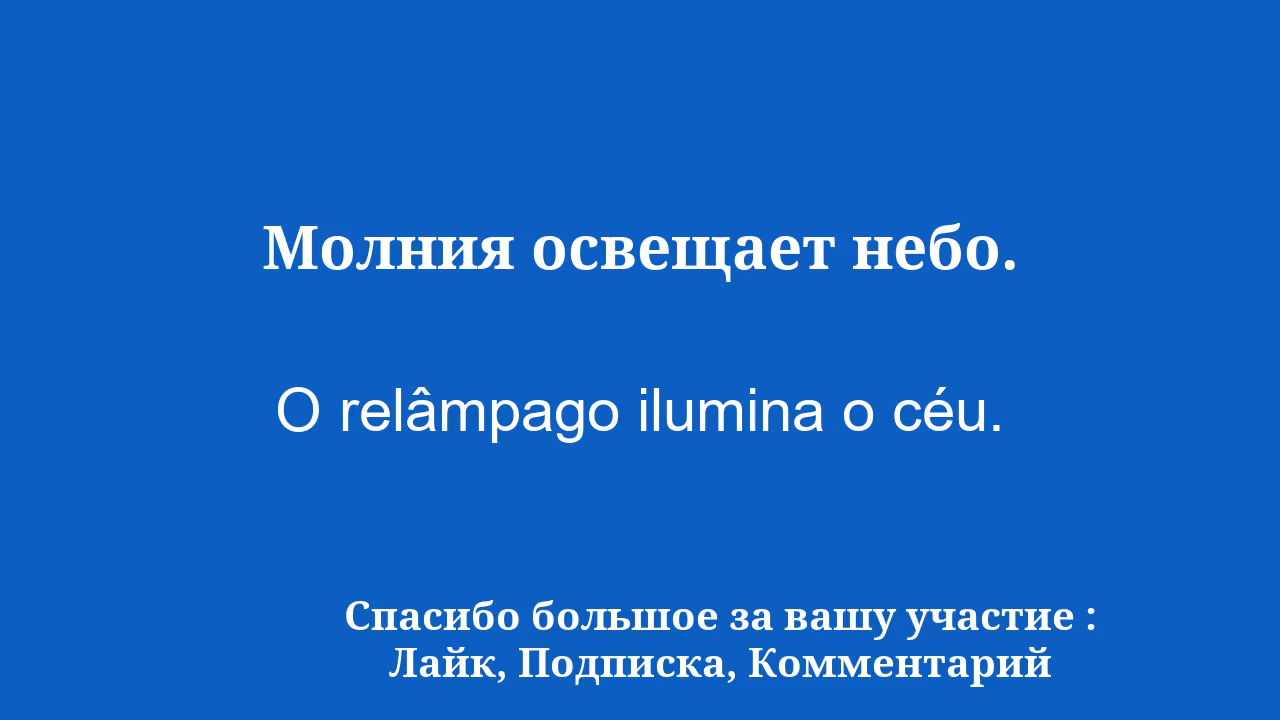 Молния освещает небо.
O relâmpago ilumina o céu.
Спасибо большое за вашу участие :
Лайк, Подписка, Комментарий